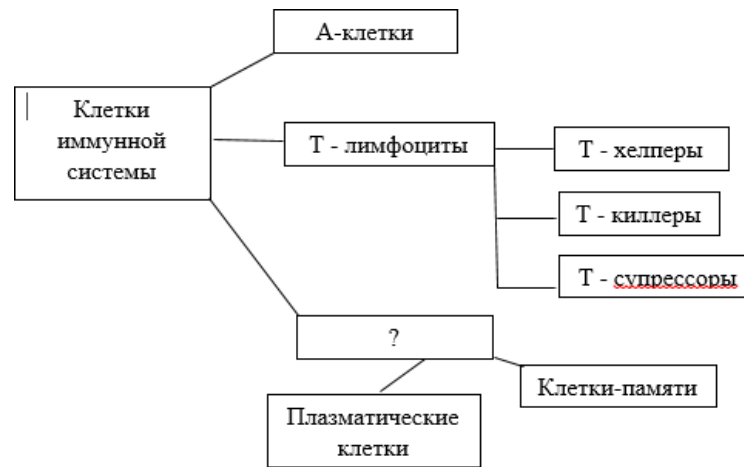 А-клетки
Клетки
иммунной
системы
Т - лимфоциты
Т - хелперы
Т - киллеры
Т - супрессоры
?
Клетки-памяти
Плазматические
клетки